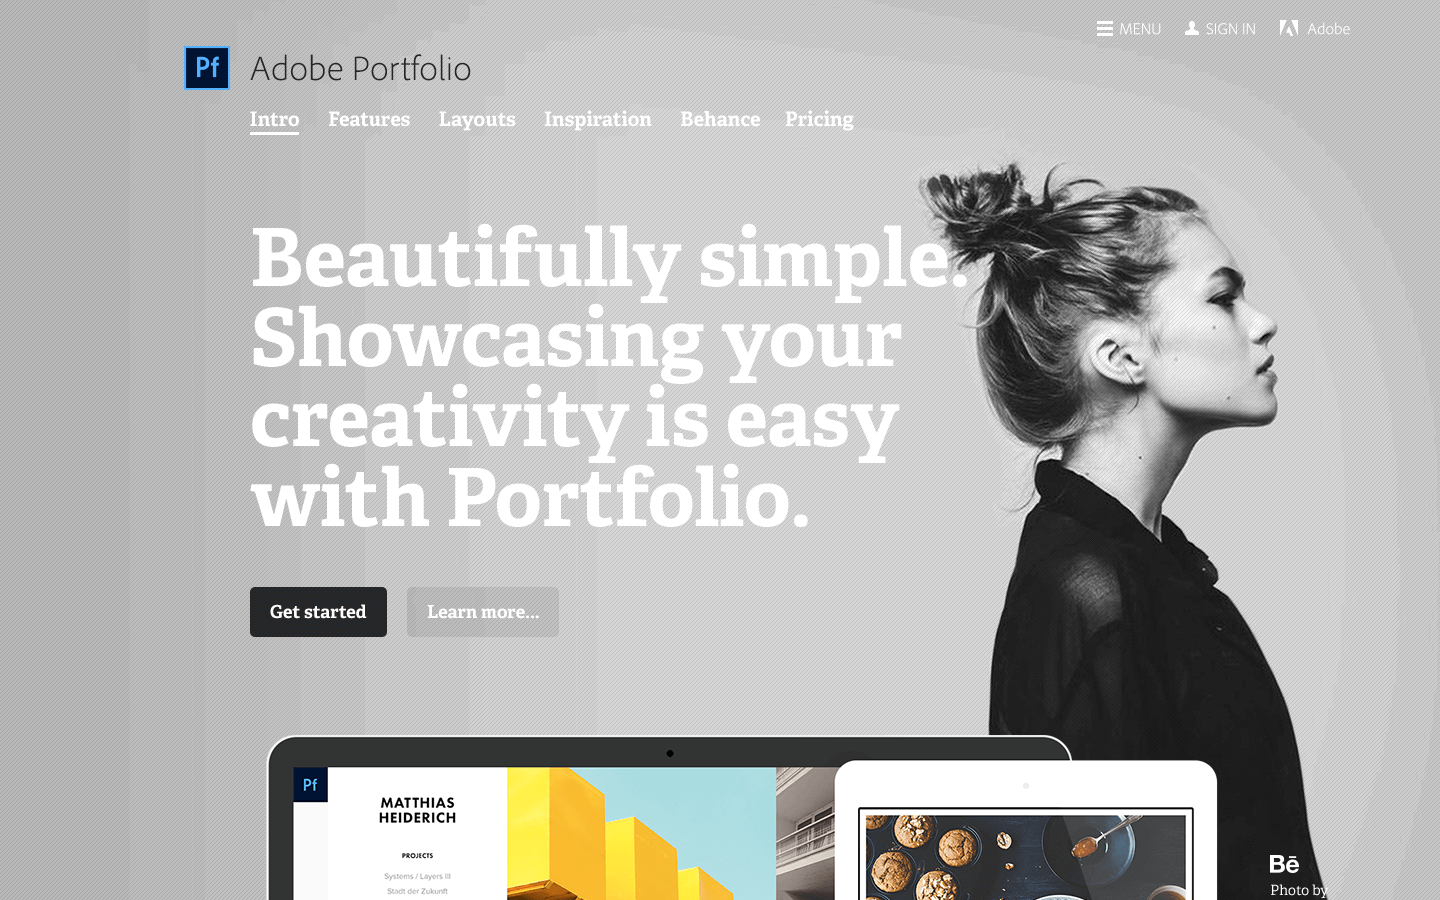 MENU
SIGN IN
Adobe
Pf
Adobe Portfolio
Intro
Features
Layouts
Inspiration
Behance
Pricing
Beautifully simple.
Showcasing your
creativity is easy
with Portfolio.
Get started
Learn more...
Pf
MATTHIAS
HEIDERICH
PROJECTS
Systems / Layers III
Stadt der Zukunft
Bē
Photo by